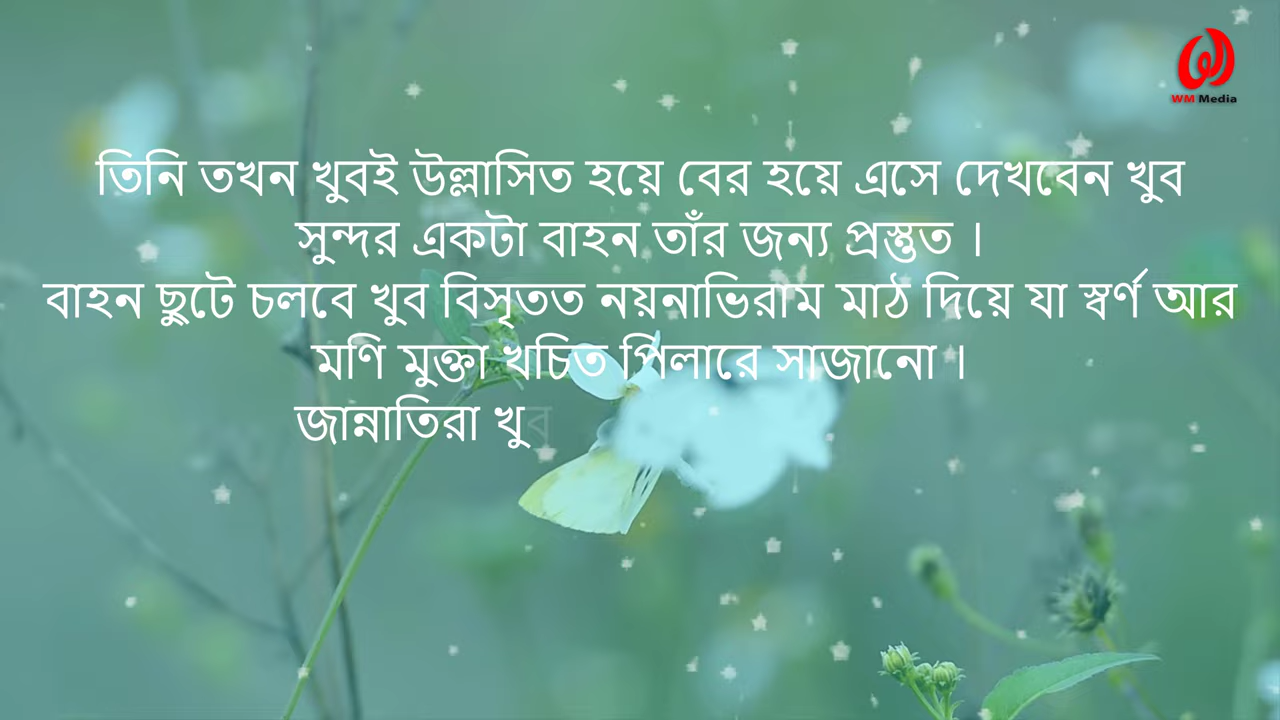 WM Media
তিনি তখন খুবই উল্লাসিত হয়ে বের হয়ে এসে দেখবেন খুব
সুন্দর একটা বাহন তাঁর জন্য প্রস্তুত ।
বাহন ছুটে চলবে খুব বিসৃতত নয়নাভিরাম মাঠ দিয়ে যা স্বর্ণ আর
মণি মুক্তা খচিত পিলারে সাজানো ।
জান্নাতিরা খুব